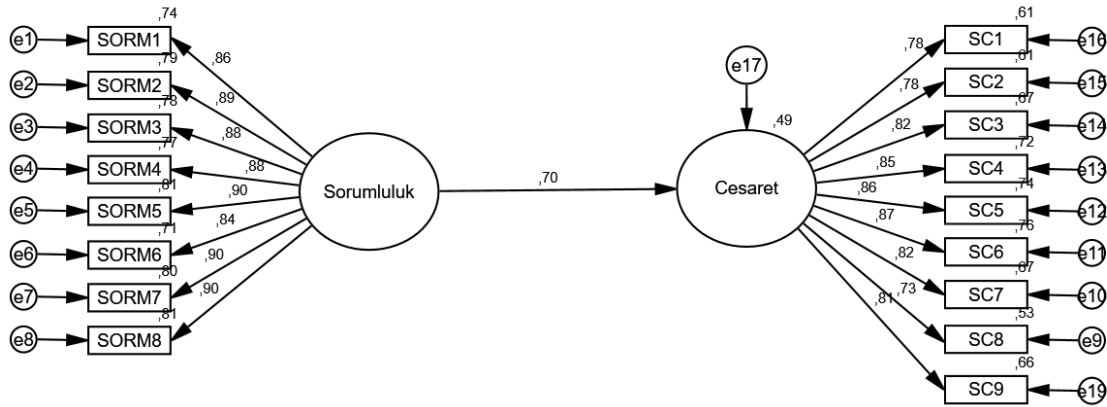 ,74
e1 SORM1
,86
,79
e2 SORM2
,89
,78
e3 SORM3
,88
,77
e4 SORM4
,88
,81
e5 SORM5
,90
,71
e6 SORM6
,84
,80
e7 SORM7
,90
,81
e8 SORM8
,90
Sorumluluk
,70
e17
,49
Cesaret
,61
,78
SC1 e16
,61
,78
SC2 e15
,67
,82
SC3 e14
,72
,85
SC4 e13
,74
,86
SC5 e12
,76
,87
SC6 e11
,67
,82
SC7 e10
,53
,73
SC8 e9
,66
,81
SC9 e19